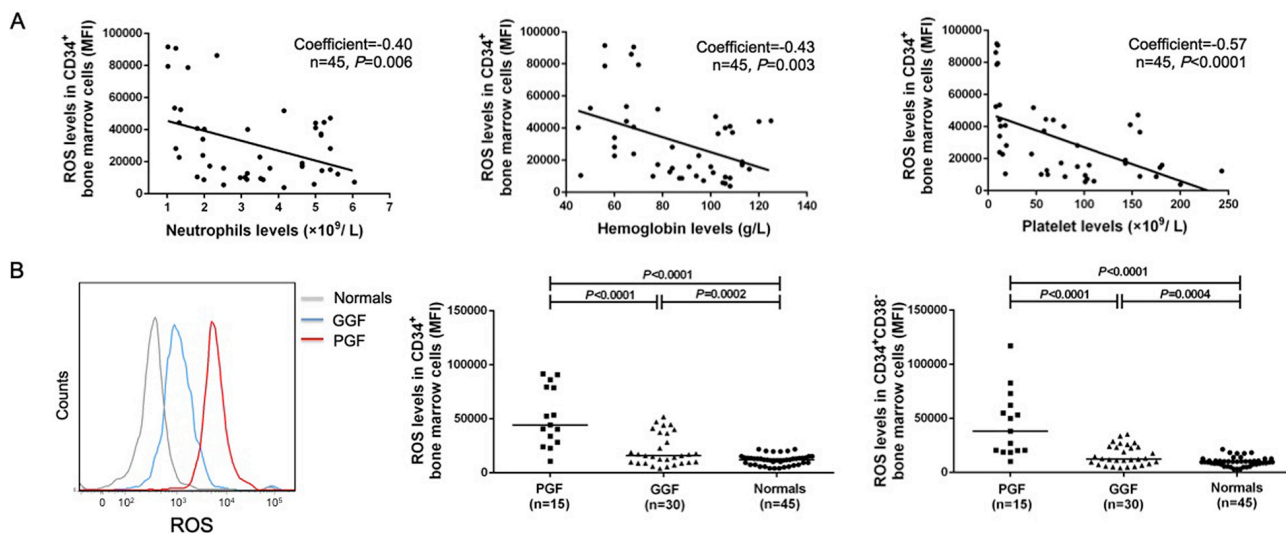 A
ROS levels in CD34⁺
bone marrow cells (MFI)
100000
80000
60000
40000
20000
0
Coefficient=-0.40
n=45, P=0.006
0 1 2 3 4 5 6 7
Neutrophils levels (×10⁹/ L)
ROS levels in CD34⁺
bone marrow cells (MFI)
100000
80000
60000
40000
20000
0
Coefficient=-0.43
n=45, P=0.003
40 60 80 100 120 140
Hemoglobin levels (g/L)
ROS levels in CD34⁺
bone marrow cells (MFI)
100000
80000
60000
40000
20000
0
Coefficient=-0.57
n=45, P<0.0001
0 50 100 150 200 250
Platelet levels (×10⁹/ L)
B
Counts
Normals
GGF
PGF
0 10² 10³ 10⁴ 10⁵
ROS
ROS levels in CD34⁺
bone marrow cells (MFI)
150000
100000
50000
0
P<0.0001
P<0.0001 P=0.0002
PGF GGF Normals
(n=15) (n=30) (n=45)
ROS levels in CD34⁺CD38⁻
bone marrow cells (MFI)
150000
100000
50000
0
P<0.0001
P<0.0001 P=0.0004
PGF GGF Normals
(n=15) (n=30) (n=45)